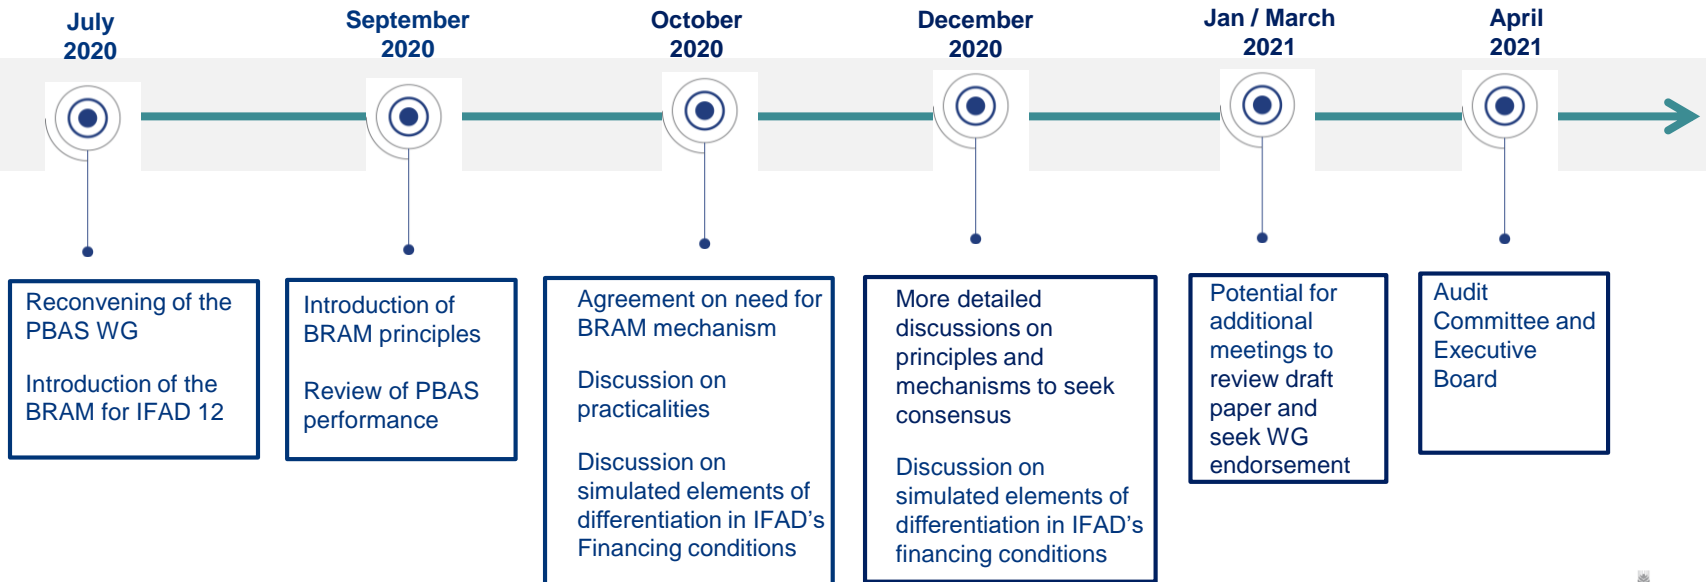 July
2020
September
2020
October
2020
December
2020
Jan / March
2021
April
2021
Reconvening of the
PBAS WG
Introduction of the
BRAM for IFAD 12
Introduction of
BRAM principles
Review of PBAS
performance
Agreement on need for
BRAM mechanism
Discussion on
practicalities
Discussion on
simulated elements of
differentiation in IFAD's
Financing conditions
More detailed
discussions on
principles and
mechanisms to seek
consensus
Discussion on
simulated elements of
differentiation in IFAD's
financing conditions
Potential for
additional
meetings to
review draft
paper and
seek WG
endorsement
Audit
Committee and
Executive
Board